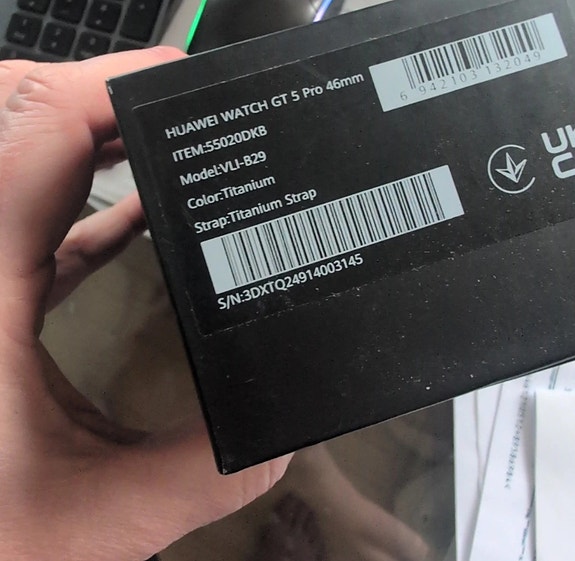 HUAWEI WATCH GT 5 Pro 46mm
ITEM:55020DKB
Model:VLI-B29
Color:Titanium
Strap:Titanium Strap
S/N:3DXTQ24914003145
6 942103 132049
UK
C